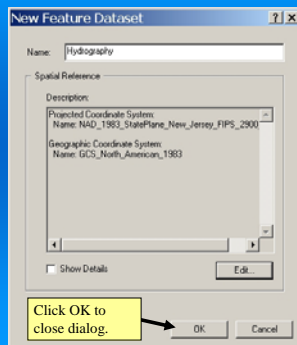 New Feature Dataset
Name: Hydrography
Spatial Reference
Description:
Projected Coordinate System:
Name: NAD_1983_StatePlane_New_Jersey_FIPS_2900
Geographic Coordinate System:
Name: GCS_North_American_1983
Show Details
Edit...
Click OK to
close dialog.
OK
Cancel